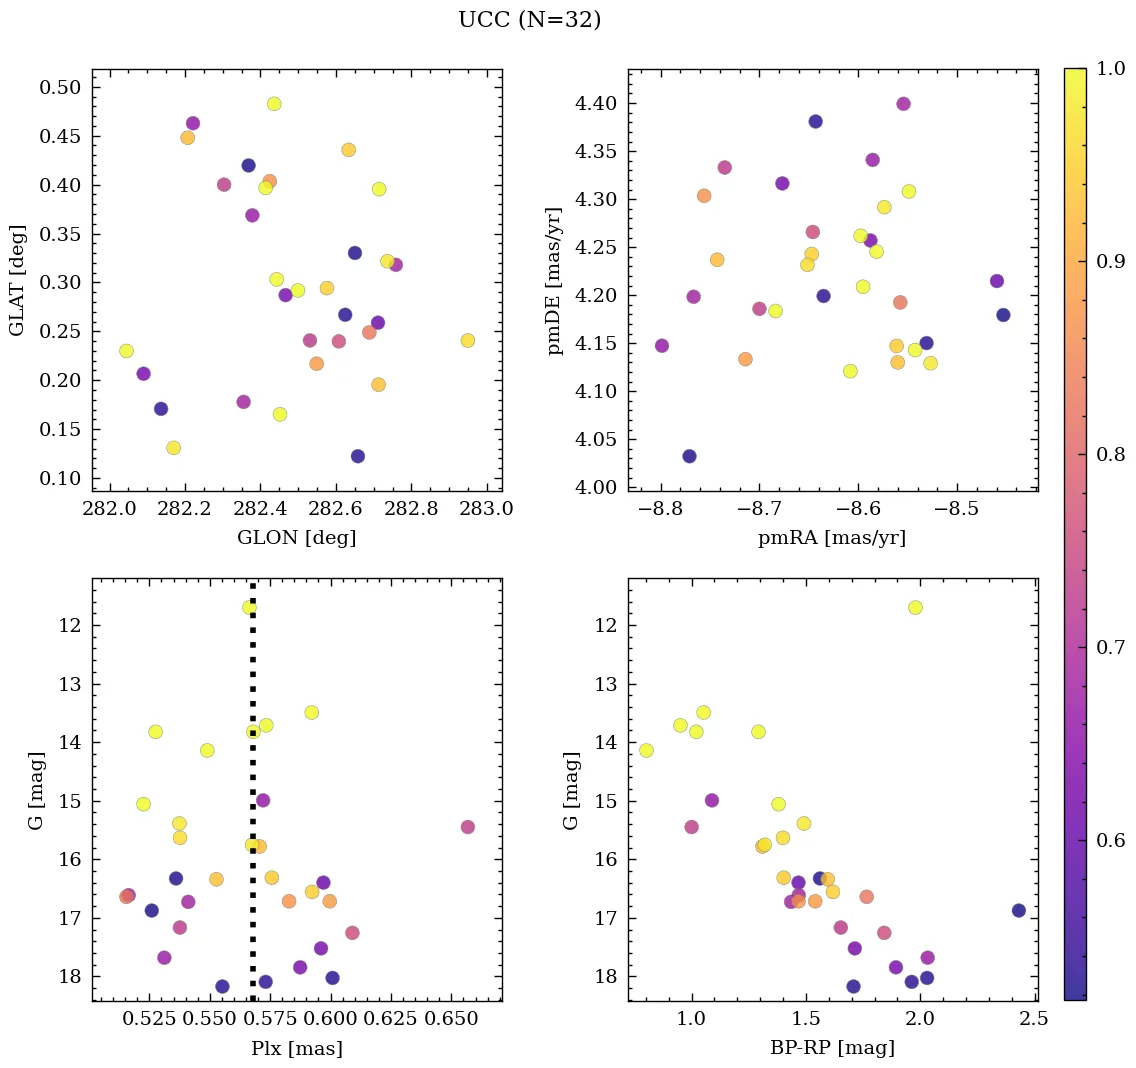 UCC (N=32)
0.50
0.45
0.40
0.35
0.30
0.25
0.20
0.15
0.10
GLAT [deg]
282.0 282.2 282.4 282.6 282.8 283.0
GLON [deg]
4.40
4.35
4.30
4.25
4.20
4.15
4.10
4.05
4.00
pmDE [mas/yr]
−8.8 −8.7 −8.6 −8.5
pmRA [mas/yr]
12
13
14
15
16
17
18
G [mag]
0.525 0.550 0.575 0.600 0.625 0.650
Plx [mas]
12
13
14
15
16
17
18
G [mag]
1.0 1.5 2.0 2.5
BP-RP [mag]
1.0
0.9
0.8
0.7
0.6